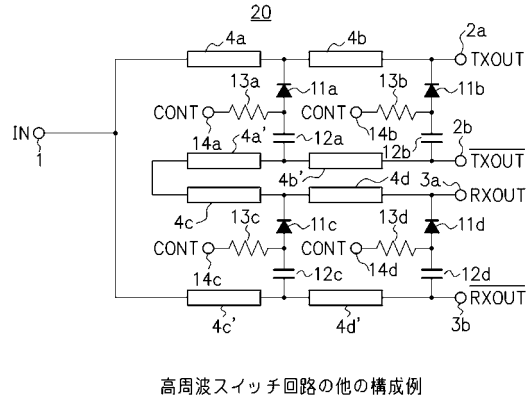 20
4a 4b 2a
TXOUT
13a 11a 13b 11b
CONT CONT
14a 4a' 12a 14b 12b 2b
IN
1
TXOUT
4b' 4d 3a
RXOUT
4c 13c 11c 13d 11d
CONT CONT
14c 12c 14d 12d
RXOUT
4c' 4d' 3b
高周波スイッチ回路の他の構成例